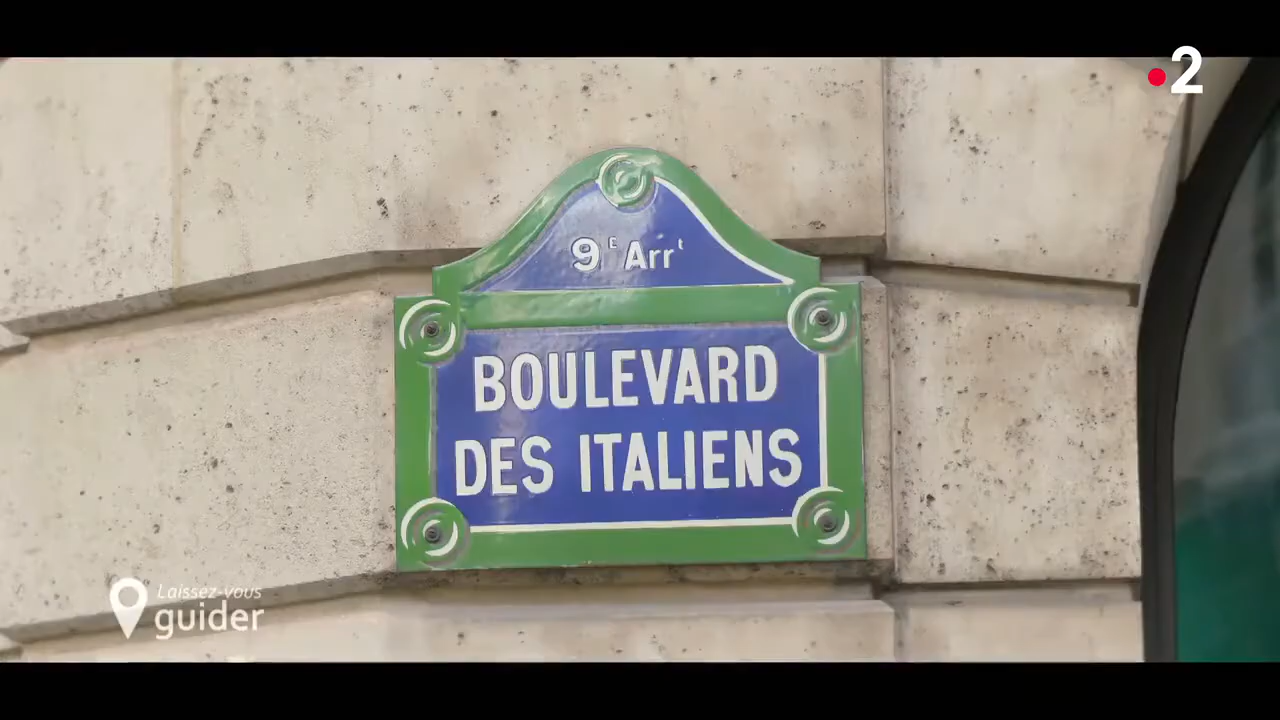 2
9E Arrt
BOULEVARD
DES ITALIENS
Laissez-vous
guider